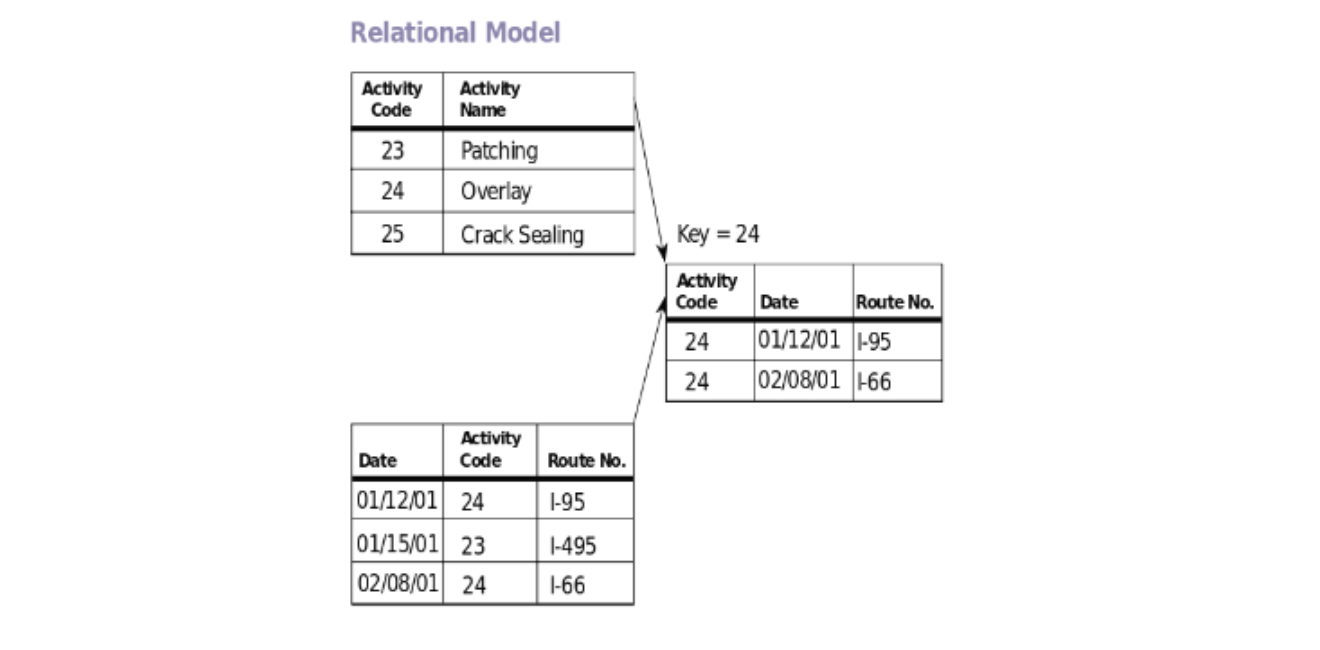 Relational Model
Activity Code Activity Name
23 Patching
24 Overlay
25 Crack Sealing
Key = 24
Activity Code Date Route No.
24 01/12/01 I-95
24 02/08/01 I-66
Date Activity Code Route No.
01/12/01 24 I-95
01/15/01 23 I-495
02/08/01 24 I-66